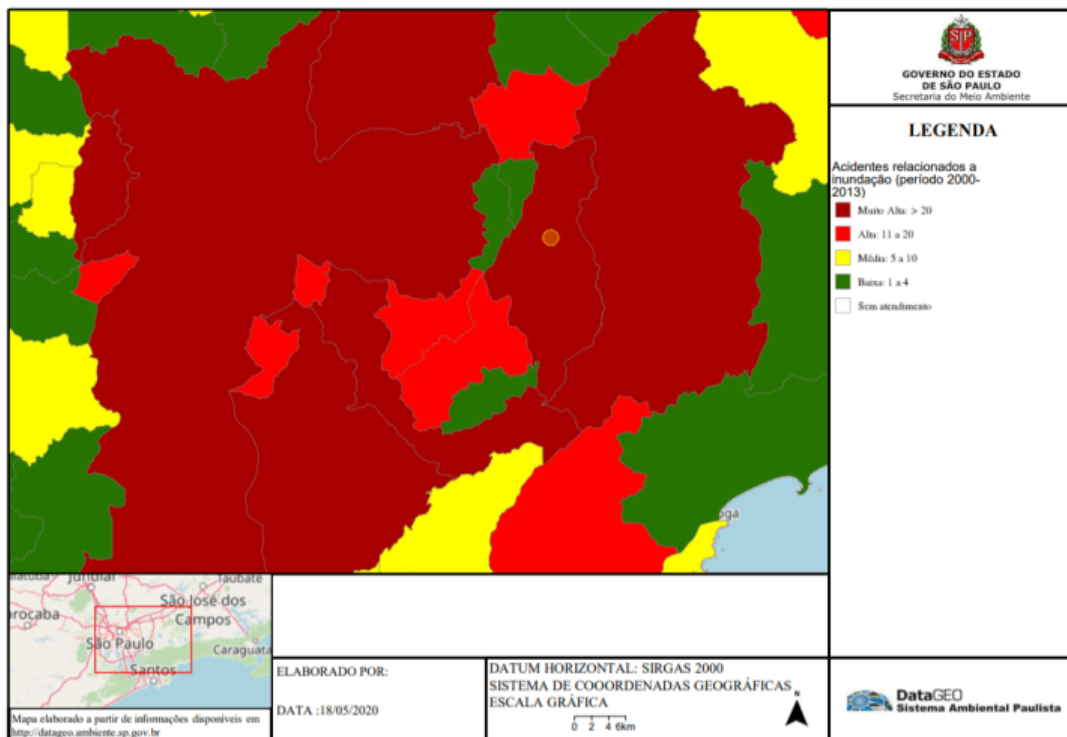 GOVERNO DO ESTADO
DE SÃO PAULO
Secretaria do Meio Ambiente
LEGENDA
Acidentes relacionados a
inundação (período 2000-
2013)
Muito Alta: > 20
Alta: 11 a 20
Média: 5 a 10
Baixa: 1 a 4
Sem atendimento
oga
Jundiaí
Taubaté
São José dos
Campos
orocaba
São Paulo
Santos
Caraguata
Mapa elaborado a partir de informações disponíveis em
http://datageo.ambiente.sp.gov.br
ELABORADO POR:
DATA :18/05/2020
DATUM HORIZONTAL: SIRGAS 2000
SISTEMA DE COOORDENADAS GEOGRÁFICAS
ESCALA GRÁFICA
0 2 4 6km
N
DataGEO
Sistema Ambiental Paulista